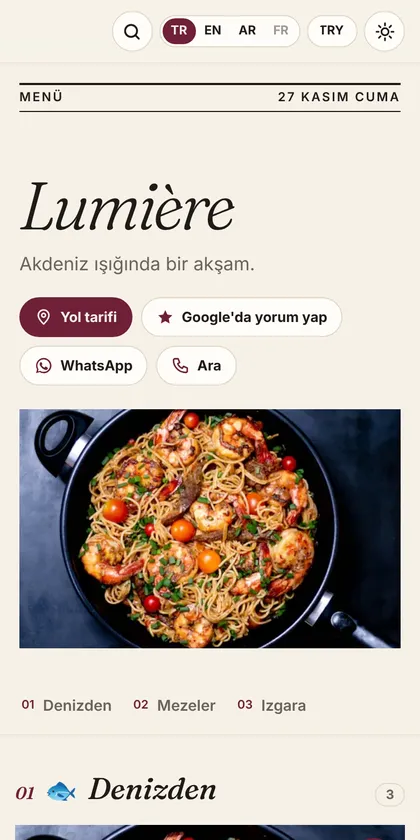 TR EN AR FR TRY
MENÜ 27 KASIM CUMA
Lumière
Akdeniz ışığında bir akşam.
Yol tarifi Google'da yorum yap
WhatsApp Ara
01 Denizden 02 Mezeler 03 Izgara
01 Denizden 3